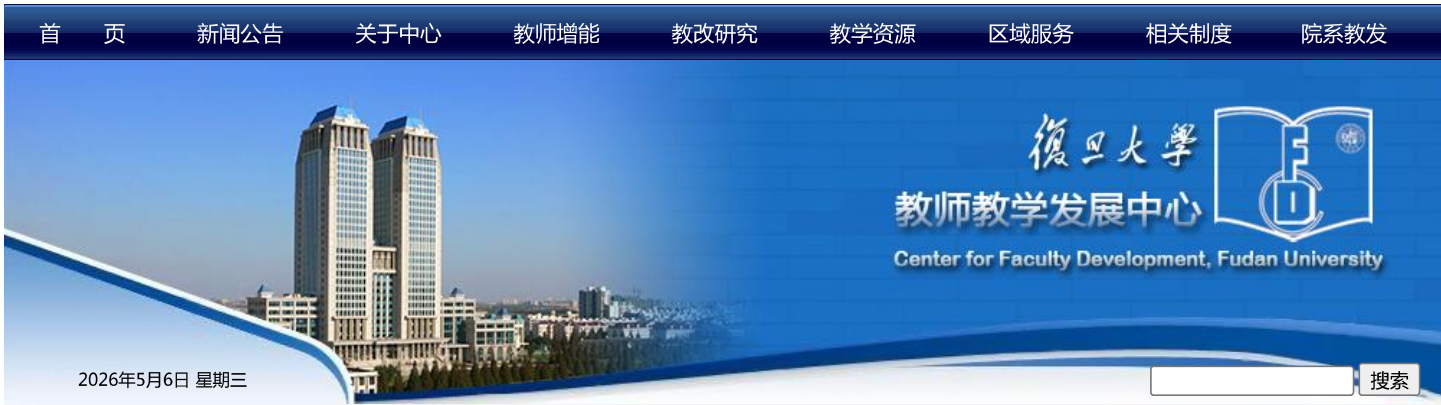 首 页 新闻公告 关于中心 教师增能 教改研究 教学资源 区域服务 相关制度 院系教发
復旦大學
教师教学发展中心
Center for Faculty Development, Fudan University
2026年5月6日 星期三
搜索